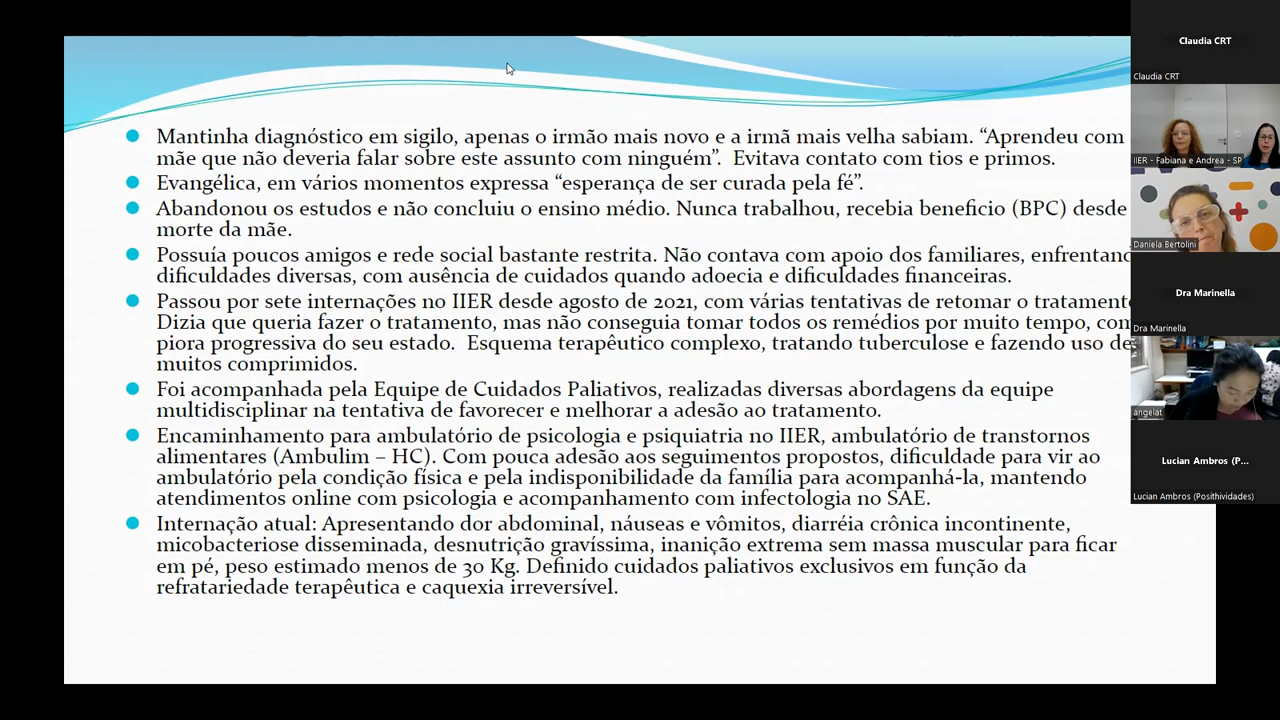 Mantinha diagnóstico em sigilo, apenas o irmão mais novo e a irmã mais velha sabiam. “Aprendeu com
mãe que não deveria falar sobre este assunto com ninguém”.  Evitava contato com tios e primos.
Evangélica, em vários momentos expressa “esperança de ser curada pela fé”.
Abandonou os estudos e não concluiu o ensino médio. Nunca trabalhou, recebia beneficio (BPC) desde
morte da mãe.
Possuía poucos amigos e rede social bastante restrita. Não contava com apoio dos familiares,
dificuldades diversas, com ausência de cuidados quando adoecia e dificuldades financeiras.
Passou por sete internações no IIER desde agosto de 2021, com várias tentativas de retomar o tratamento
Dizia que queria fazer o tratamento, mas não conseguia tomar todos os remédios por muito tempo, com
piora progressiva do seu estado.  Esquema terapêutico complexo, tratando tuberculose e fazendo uso de
muitos comprimidos.
Foi acompanhada pela Equipe de Cuidados Paliativos, realizadas diversas abordagens da equipe
multidisciplinar na tentativa de favorecer e melhorar a adesão ao tratamento.
Encaminhamento para ambulatório de psicologia e psiquiatria no IIER, ambulatório de transtornos
alimentares (Ambulim – HC). Com pouca adesão aos seguimentos propostos, dificuldade para vir ao
ambulatório pela condição física e pela indisponibilidade da família para acompanhá-la, mantendo
atendimentos online com psicologia e acompanhamento com infectologia no SAE.
Internação atual: Apresentando dor abdominal, náuseas e vômitos, diarréia crônica incontinente,
micobacteriose disseminada, desnutrição gravíssima, inanição extrema sem massa muscular para ficar
em pé, peso estimado menos de 30 Kg. Definido cuidados paliativos exclusivos em função da
refratariedade terapêutica e caquexia irreversível.
Claudia CRT
Claudia CRT
IIER - Fabiana e Andrea - SP
Daniela Bertolini
Dra Marinella
Dra Marinella
angelat
Lucian Ambros (P...
Lucian Ambros (Posithividades)